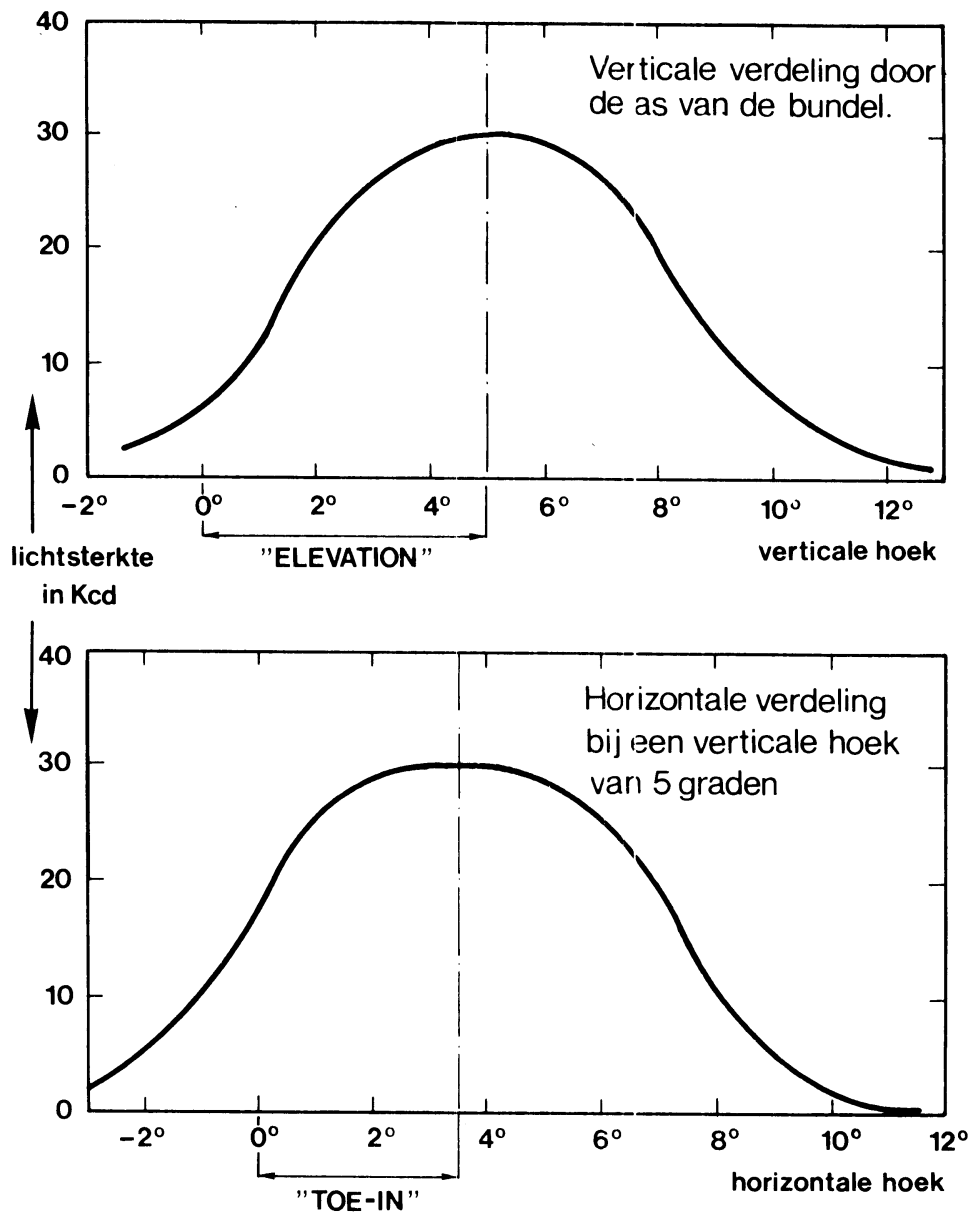 40
30
20
10
0
Verticale verdeling door
de as van de bundel.
-2° 0° 2° 4° 6° 8° 10° 12°
"ELEVATION"
verticale hoek
lichtsterkte
in Kcd
40
30
20
10
0
Horizontale verdeling
bij een verticale hoek
van 5 graden
-2° 0° 2° 4° 6° 8° 10° 12°
"TOE-IN"
horizontale hoek